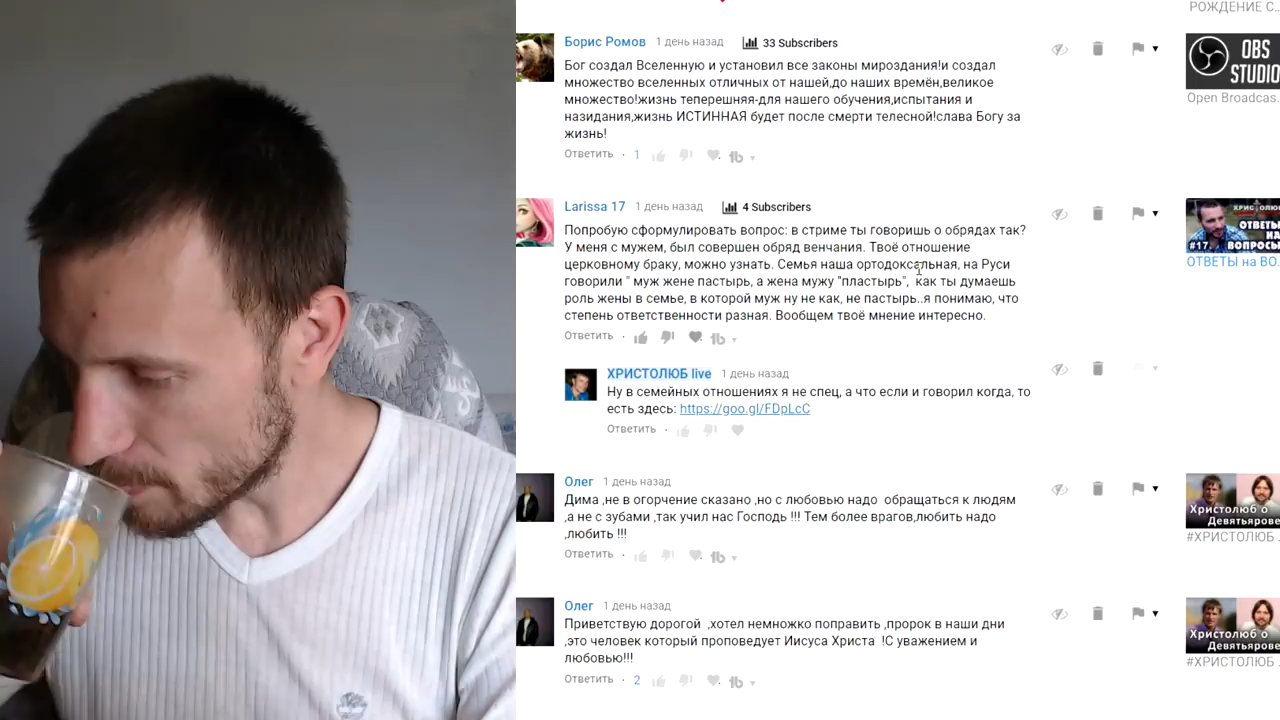 РОЖДЕНИЕ С...
Борис Ромов 1 день назад 33 Subscribers
Бог создал Вселенную и установил все законы мироздания!и создал
множество вселенных отличных от нашей,до наших времён,великое
множество!жизнь теперешняя-для нашего обучения,испытания и
назидания,жизнь ИСТИННАЯ будет после смерти телесной!слава Богу за
жизнь!
Ответить · 1
OBS
STUDIO
Open Broadcas...
Larissa 17 1 день назад 4 Subscribers
Попробую сформулировать вопрос: в стриме ты говоришь о обрядах так?
У меня с мужем, был совершен обряд венчания. Твоё отношение
церковному браку, можно узнать. Семья наша ортодоксальная, на Руси
говорили " муж жене пастырь, а жена мужу "пластырь", как ты думаешь
роль жены в семье, в которой муж ну не как, не пастырь..я понимаю, что
степень ответственности разная. Вообщем твоё мнение интересно.
Ответить ·
ХРИСТОЛЮБ
ОТВЕТЫ
НА
#17 ВОПРОСЫ
ОТВЕТЫ на ВО...
ХРИСТОЛЮБ live 1 день назад
Ну в семейных отношениях я не спец, а что если и говорил когда, то
есть здесь: https://goo.gl/FDpLcC
Ответить ·
Олег 1 день назад
Дима ,не в огорчение сказано ,но с любовью надо обращаться к людям
,а не с зубами ,так учил нас Господь !!! Тем более врагов,любить надо
,любить !!!
Ответить ·
Христолюб о
Девятьярове
#ХРИСТОЛЮБ ...
Олег 1 день назад
Приветствую дорогой ,хотел немножко поправить ,пророк в наши дни
,это человек который проповедует Иисуса Христа !С уважением и
любовью!!!
Ответить · 2
Христолюб о
Девятьярове
#ХРИСТОЛЮБ ...